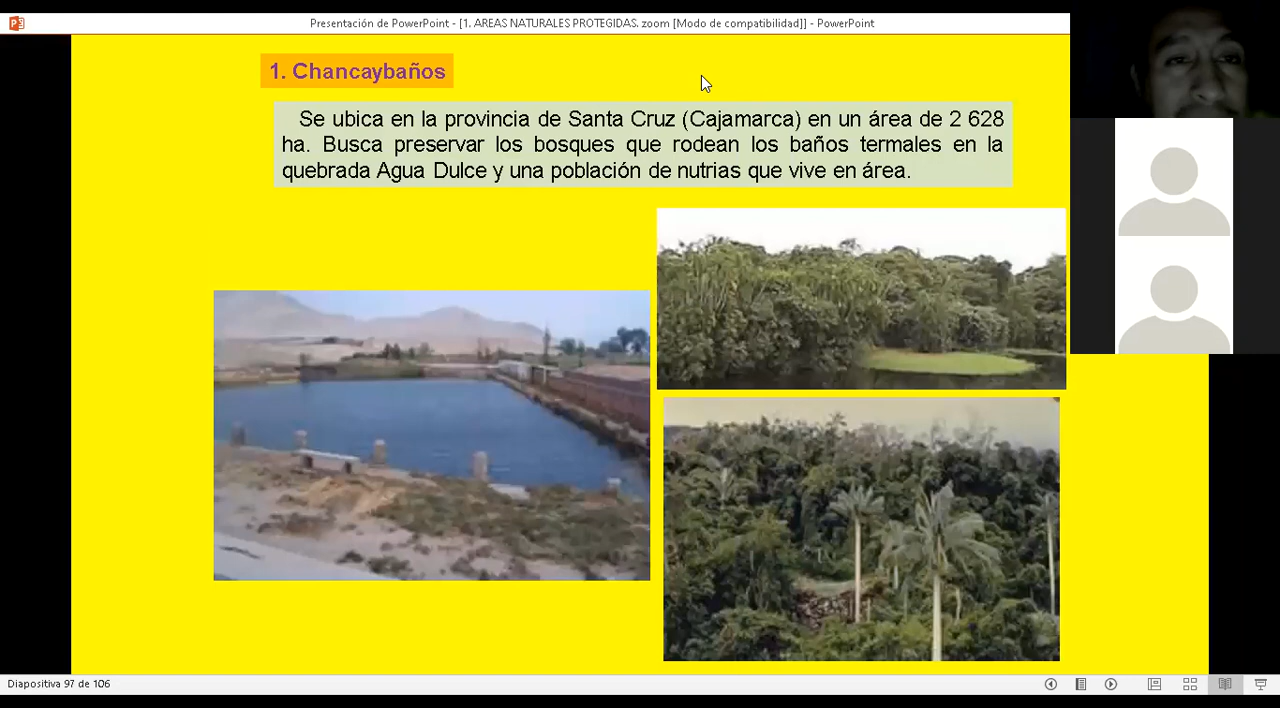 Presentación de PowerPoint - [1. AREAS NATURALES PROTEGIDAS. zoom [Modo de compatibilidad]] - PowerPoint
1. Chancaybaños
Se ubica en la provincia de Santa Cruz (Cajamarca) en un área de 2 628
ha. Busca preservar los bosques que rodean los baños termales en la
quebrada Agua Dulce y una población de nutrias que vive en área.
Diapositiva 97 de 106